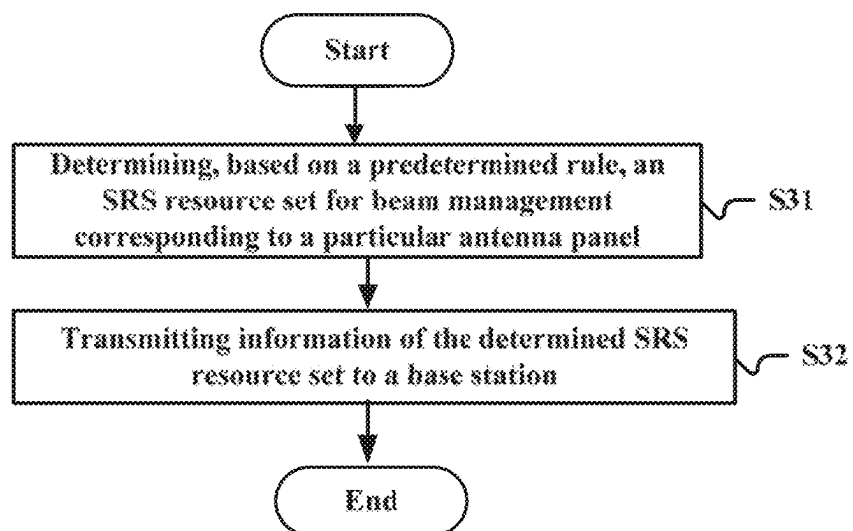 Start
Determining, based on a predetermined rule, an
SRS resource set for beam management
corresponding to a particular antenna panel
S31
Transmitting information of the determined SRS
resource set to a base station
S32
End